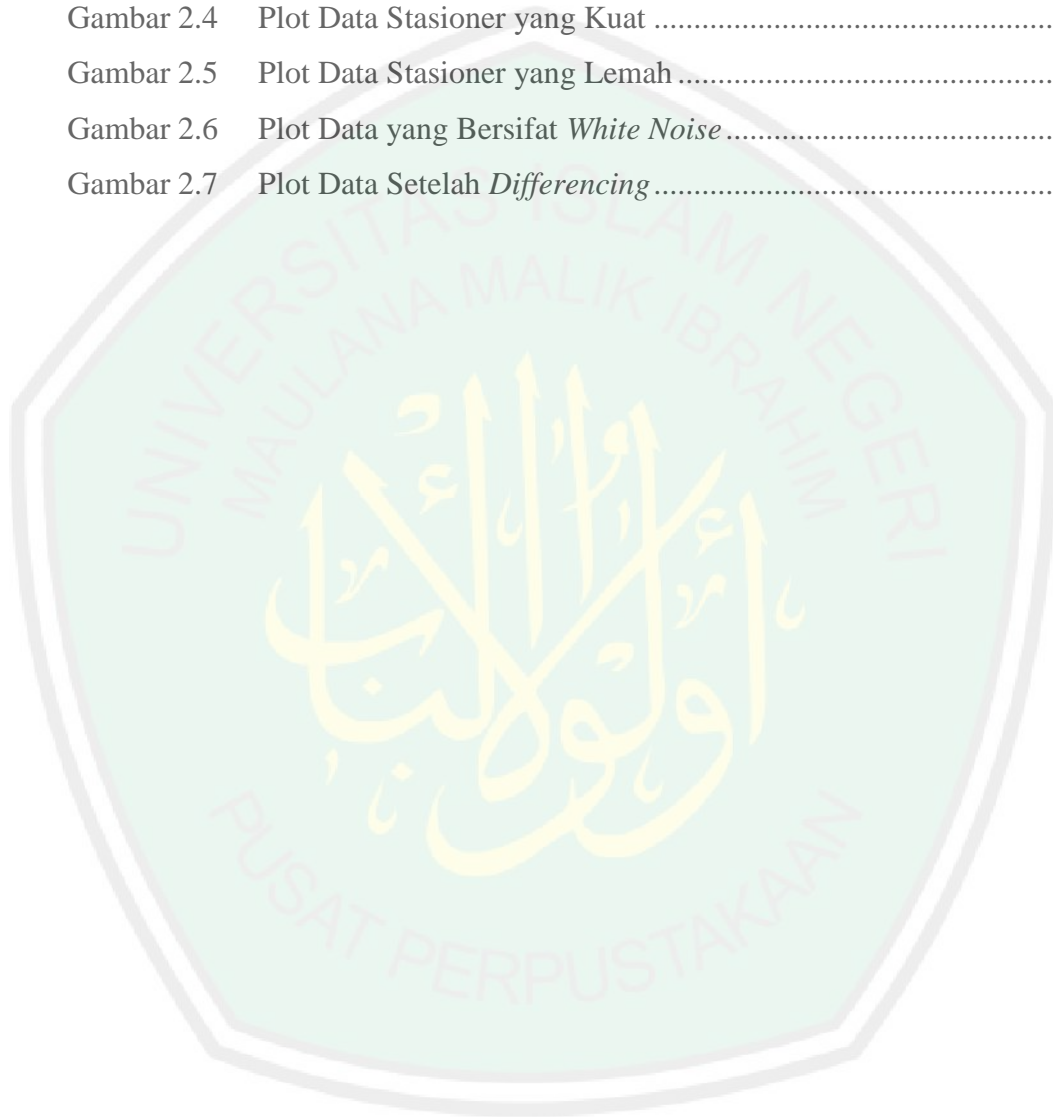 Gambar 2.4 Plot Data Stasioner yang Kuat ....................................................
Gambar 2.5 Plot Data Stasioner yang Lemah .................................................
Gambar 2.6 Plot Data yang Bersifat White Noise ...........................................
Gambar 2.7 Plot Data Setelah Differencing ....................................................
UNIVERSITAS ISLAM NEGERI
MAULANA MALIK IBRAHIM
أولو الألباب
PUSAT PERPUSTAKAAN